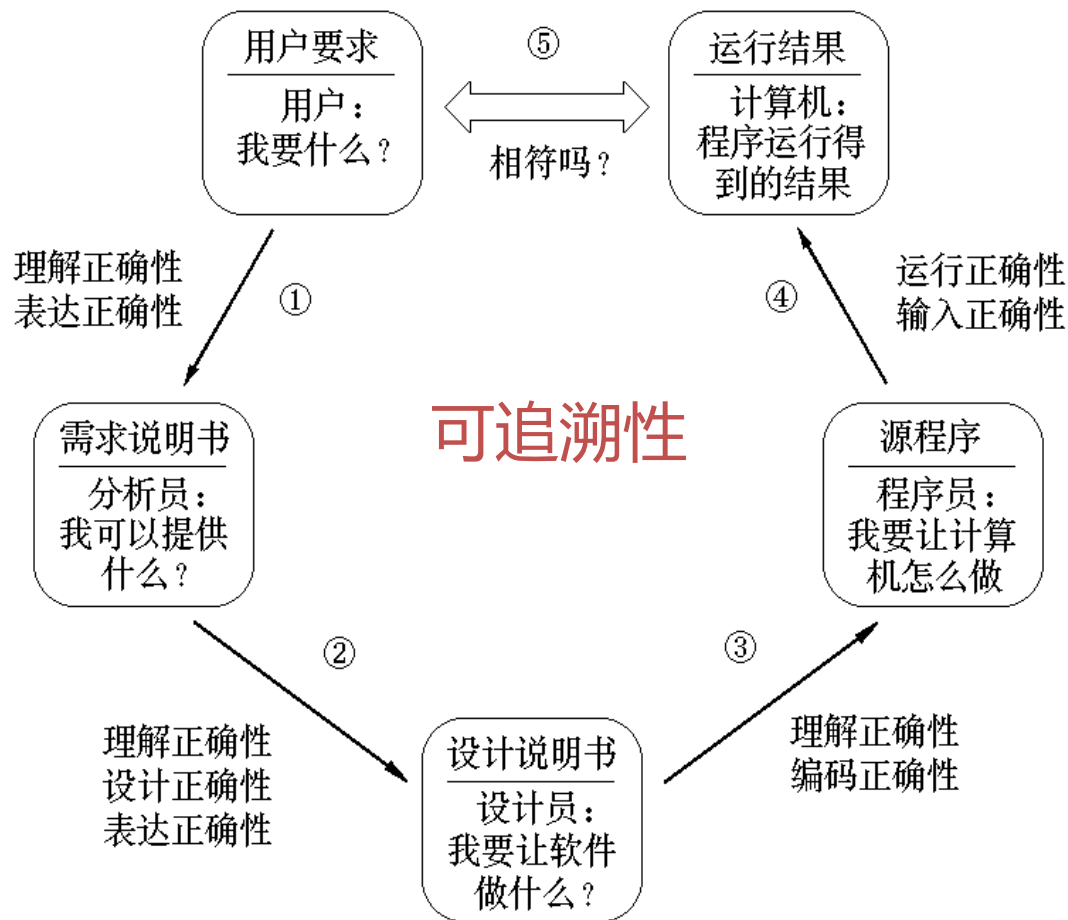 用户要求
用户：
我要什么？
⑤
相符吗？
运行结果
计算机：
程序运行得
到的结果
理解正确性
表达正确性
①
④
运行正确性
输入正确性
需求说明书
分析员：
我可以提供
什么？
可追溯性
源程序
程序员：
我要让计算
机怎么做
②
③
理解正确性
设计正确性
表达正确性
设计说明书
设计员：
我要让软件
做什么？
理解正确性
编码正确性